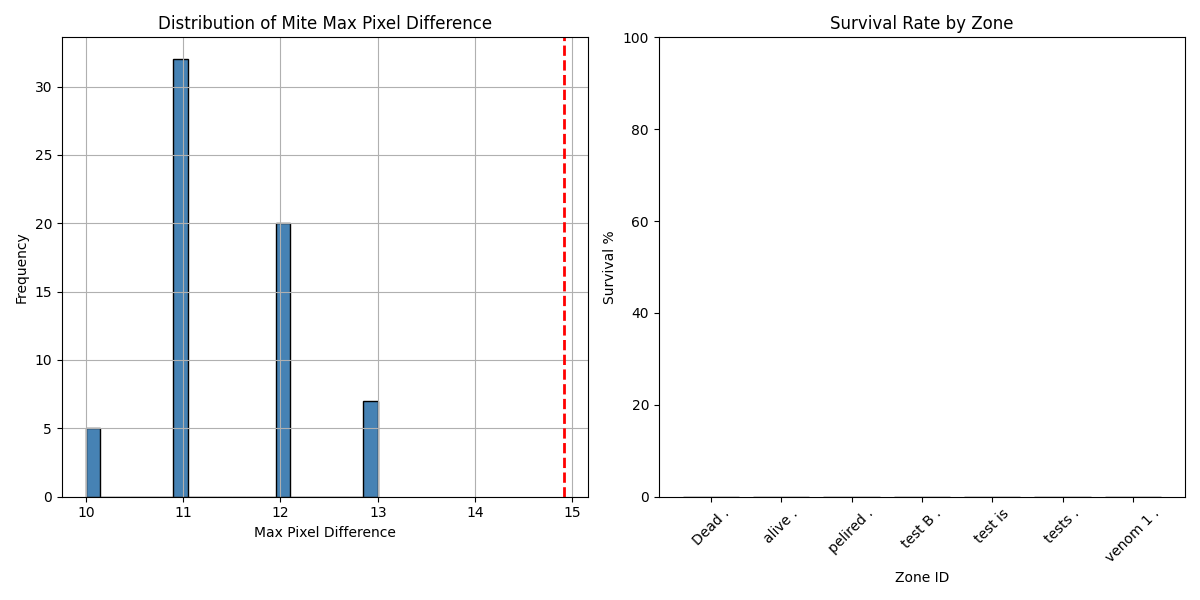 Distribution of Mite Max Pixel Difference
30
25
20
15
10
5
0
Frequency
10 11 12 13 14 15
Max Pixel Difference
Survival Rate by Zone
100
80
60
40
20
0
Survival %
Dead .
alive .
pelired .
test B .
test is
tests .
venom 1 .
Zone ID